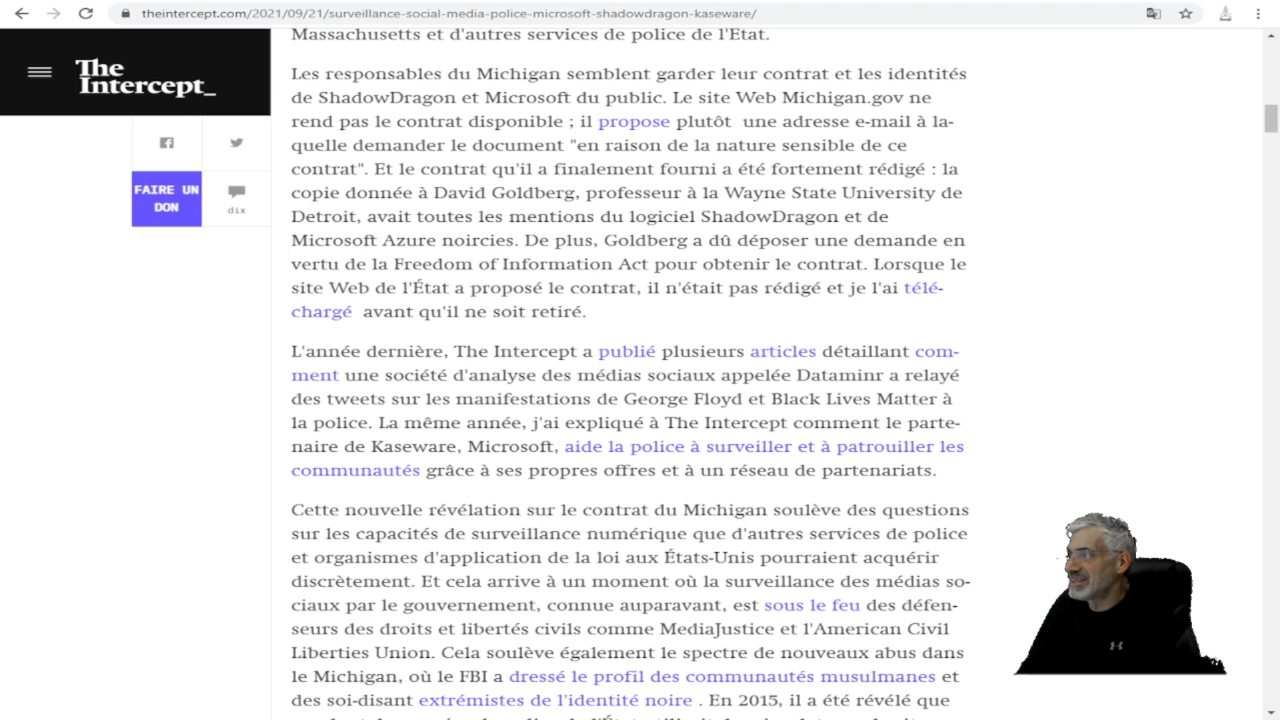 theintercept.com/2021/09/21/surveillance-social-media-police-microsoft-shadowdragon-kaseware/
The
Intercept_
FAIRE UN
DON
dix
Massachusetts et d'autres services de police de l'État.
Les responsables du Michigan semblent garder leur contrat et les identités
de ShadowDragon et Microsoft du public. Le site Web Michigan.gov ne
rend pas le contrat disponible ; il propose plutôt une adresse e-mail à la-
quelle demander le document "en raison de la nature sensible de ce
contrat". Et le contrat qu'il a finalement fourni a été fortement rédigé : la
copie donnée à David Goldberg, professeur à la Wayne State University de
Detroit, avait toutes les mentions du logiciel ShadowDragon et de
Microsoft Azure noircies. De plus, Goldberg a dû déposer une demande en
vertu de la Freedom of Information Act pour obtenir le contrat. Lorsque le
site Web de l'État a proposé le contrat, il n'était pas rédigé et je l'ai télé-
chargé avant qu'il ne soit retiré.
L'année dernière, The Intercept a publié plusieurs articles détaillant com-
ment une société d'analyse des médias sociaux appelée Dataminr a relayé
des tweets sur les manifestations de George Floyd et Black Lives Matter à
la police. La même année, j'ai expliqué à The Intercept comment le parte-
naire de Kaseware, Microsoft, aide la police à surveiller et à patrouiller les
communautés grâce à ses propres offres et à un réseau de partenariats.
Cette nouvelle révélation sur le contrat du Michigan soulève des questions
sur les capacités de surveillance numérique que d'autres services de police
et organismes d'application de la loi aux États-Unis pourraient acquérir
discrètement. Et cela arrive à un moment où la surveillance des médias so-
ciaux par le gouvernement, connue auparavant, est sous le feu des défen-
seurs des droits et libertés civils comme MediaJustice et l'American Civil
Liberties Union. Cela soulève également le spectre de nouveaux abus dans
le Michigan, où le FBI a dressé le profil des communautés musulmanes et
des soi-disant extrémistes de l'identité noire . En 2015, il a été révélé que